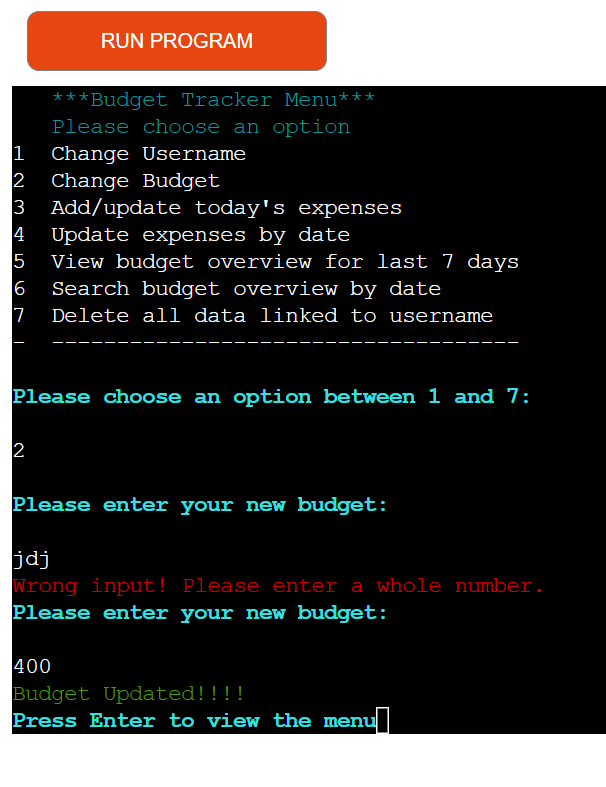 RUN PROGRAM
***Budget Tracker Menu***
Please choose an option
1  Change Username
2  Change Budget
3  Add/update today's expenses
4  Update expenses by date
5  View budget overview for last 7 days
6  Search budget overview by date
7  Delete all data linked to username
-  ------------------------------------
Please choose an option between 1 and 7:
2
Please enter your new budget:
jdj
Wrong input! Please enter a whole number.
Please enter your new budget:
400
Budget Updated!!!!
Press Enter to view the menu